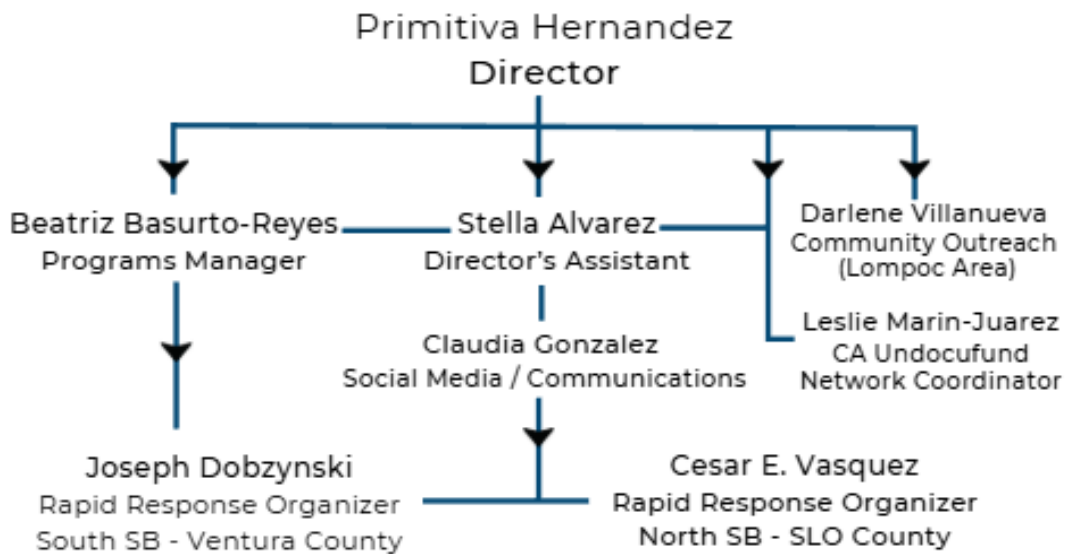 Primitiva Hernandez
Director
Beatriz Basurto-Reyes
Programs Manager
Stella Alvarez
Director's Assistant
Darlene Villanueva
Community Outreach
(Lompoc Area)
Leslie Marin-Juarez
CA Undocufund
Network Coordinator
Claudia Gonzalez
Social Media / Communications
Joseph Dobzynski
Rapid Response Organizer
South SB - Ventura County
Cesar E. Vasquez
Rapid Response Organizer
North SB - SLO County